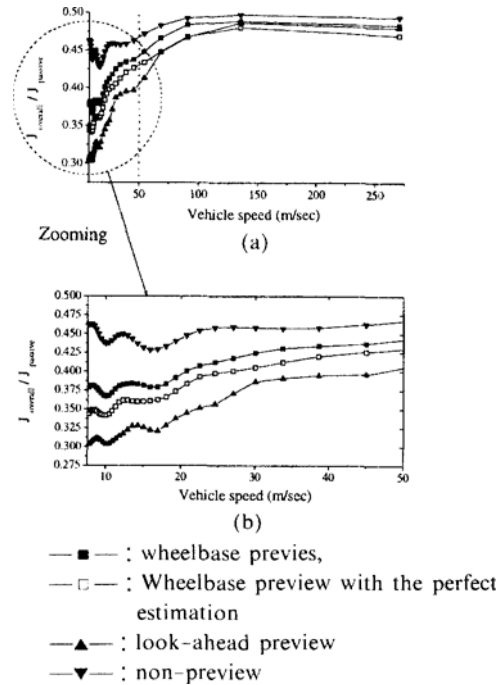 0.50
0.45
0.40
0.35
0.30
J overall / J passive
50 100 150 200 250
Vehicle speed (m/sec)
Zooming
(a)
0.500
0.475
0.450
0.425
0.400
0.375
0.350
0.325
0.300
0.275
J overall / J passive
10 20 30 40 50
Vehicle speed (m/sec)
(b)
: wheelbase previes,
: Wheelbase preview with the perfect
estimation
: look-ahead preview
: non-preview